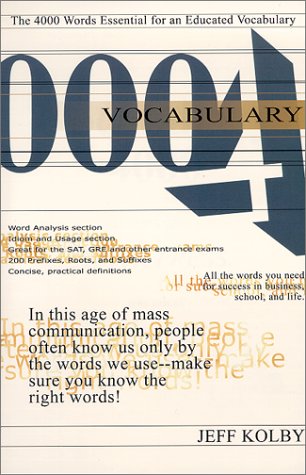 The 4000 Words Essential for an Educated Vocabulary
0004
VOCABULARY
Word Analysis section
Idiom and Usage section
Great for the SAT, GRE and other entrance exams
200 Prefixes, Roots, and Suffixes
Concise, practical definitions
All the words you need
for success in business,
school, and life.
In this age of mass
communication, people
often know us only by
the words we use--make
sure you know the
right words!
JEFF KOLBY